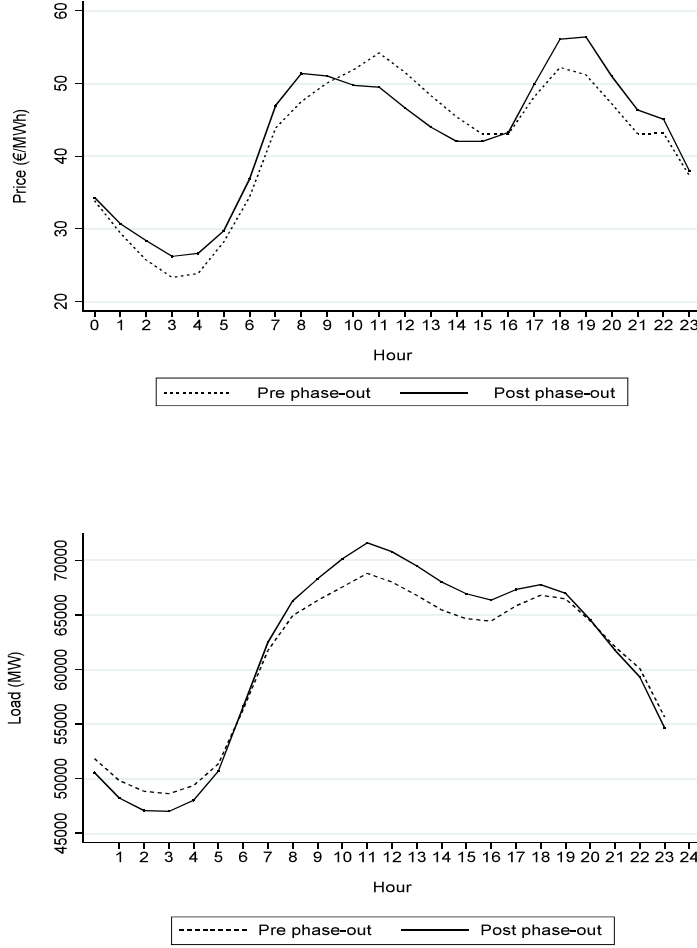 60
50
40
30
20
Price (€/MWh)
0 1 2 3 4 5 6 7 8 9 10 11 12 13 14 15 16 17 18 19 20 21 22 23
Hour
Pre phase-out Post phase-out
70000
65000
60000
55000
50000
45000
Load (MW)
1 2 3 4 5 6 7 8 9 10 11 12 13 14 15 16 17 18 19 20 21 22 23 24
Hour
Pre phase-out Post phase-out